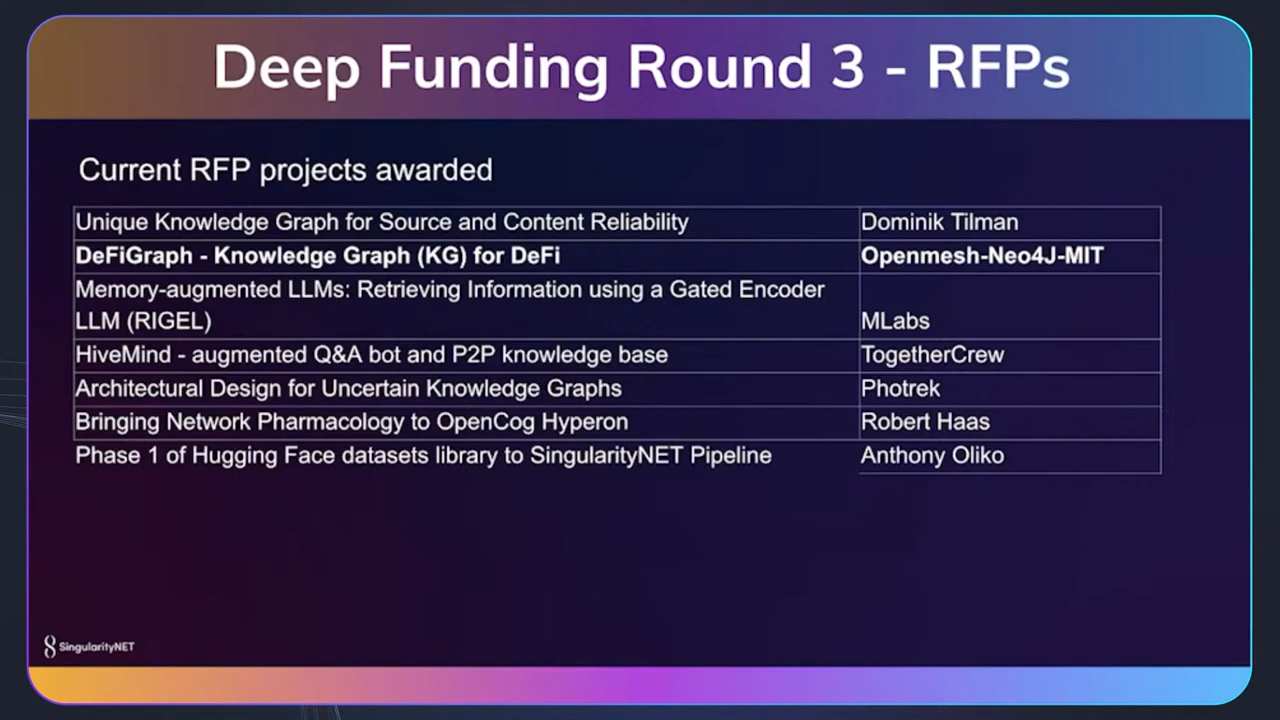 Deep Funding Round 3 - RFPs
Current RFP projects awarded
Unique Knowledge Graph for Source and Content Reliability Dominik Tilman
DeFiGraph - Knowledge Graph (KG) for DeFi Openmesh-Neo4J-MIT
Memory-augmented LLMs: Retrieving Information using a Gated Encoder
LLM (RIGEL) MLabs
HiveMind - augmented Q&A bot and P2P knowledge base TogetherCrew
Architectural Design for Uncertain Knowledge Graphs Photrek
Bringing Network Pharmacology to OpenCog Hyperon Robert Haas
Phase 1 of Hugging Face datasets library to SingularityNET Pipeline Anthony Oliko
SingularityNET